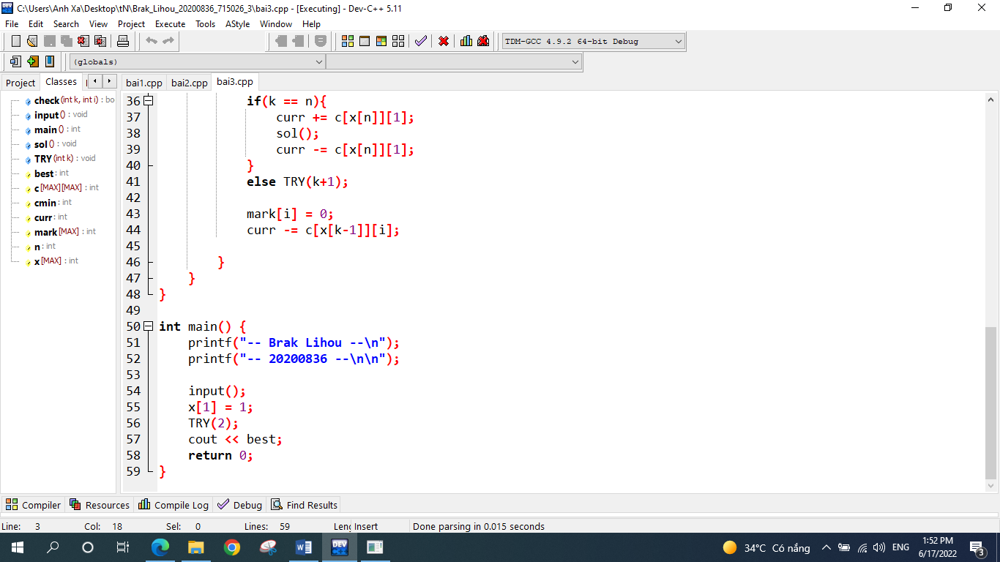 C:\Users\Anh Xa\Desktop\tN\Brak_Lihou_20200836_715026_3\bai3.cpp - [Executing] - Dev-C++ 5.11
File Edit Search View Project Execute Tools AStyle Window Help
TDM-GCC 4.9.2 64-bit Debug
(globals)
Project Classes
bai1.cpp bai2.cpp bai3.cpp
check (int k, int i) : bo
input () : void
main () : int
sol () : void
TRY (int k) : void
best : int
c [MAX][MAX] : int
cmin : int
curr : int
mark [MAX] : int
n : int
x [MAX] : int
36 if(k == n){
37 curr += c[x[n]][1];
38 sol();
39 curr -= c[x[n]][1];
40 }
41 else TRY(k+1);
42
43 mark[i] = 0;
44 curr -= c[x[k-1]][i];
45
46 }
47 }
48 }
49
50 int main() {
51 printf("-- Brak Lihou --\n");
52 printf("-- 20200836 --\n\n");
53
54 input();
55 x[1] = 1;
56 TRY(2);
57 cout << best;
58 return 0;
59 }
Compiler Resources Compile Log Debug Find Results
Line: 3 Col: 18 Sel: 0 Lines: 59 Insert Done parsing in 0.015 seconds
34°C Có nắng ENG 1:52 PM
6/17/2022
3